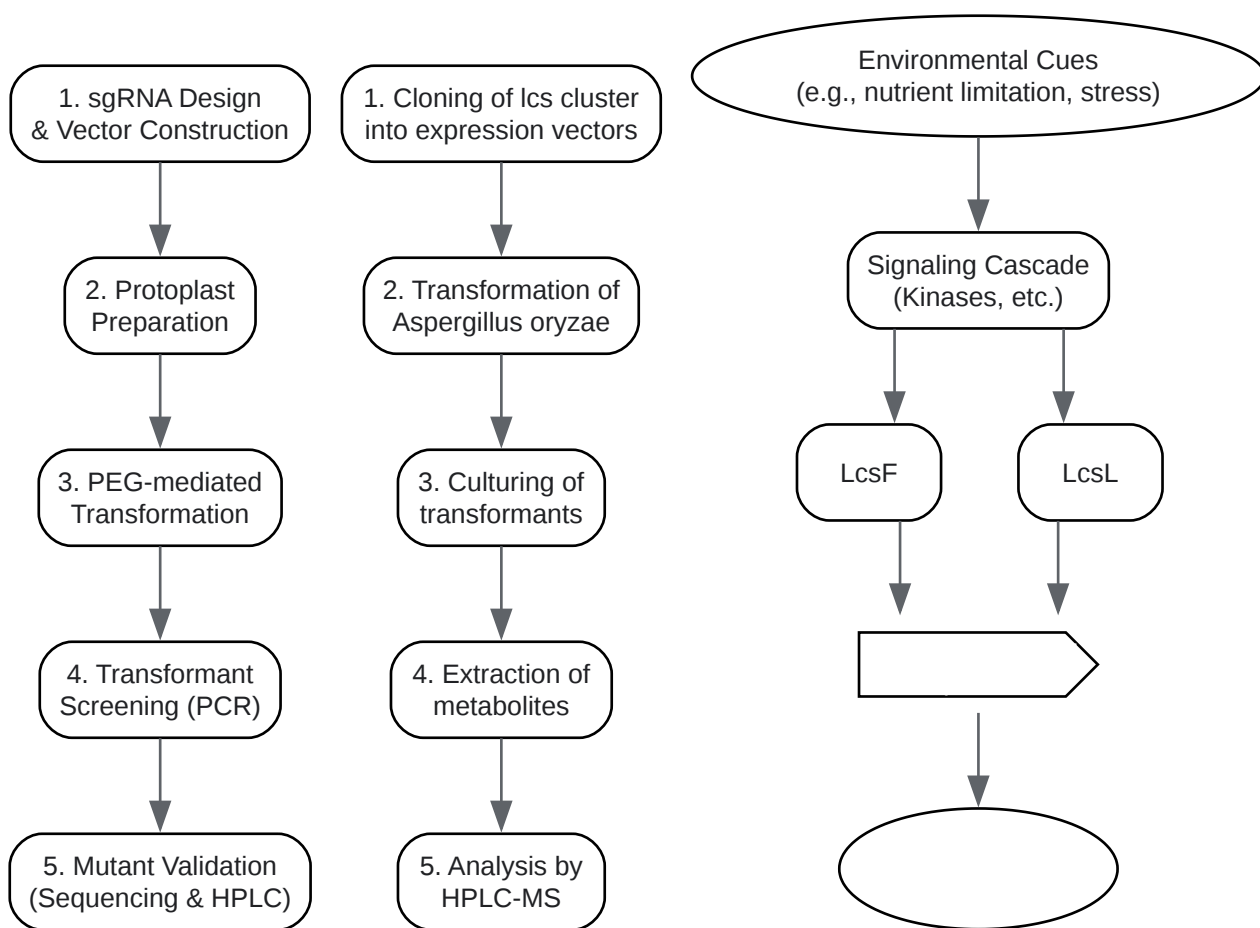 1. sgRNA Design
& Vector Construction
2. Protoplast
Preparation
3. PEG-mediated
Transformation
4. Transformant
Screening (PCR)
5. Mutant Validation
(Sequencing & HPLC)
1. Cloning of lcs cluster
into expression vectors
2. Transformation of
Aspergillus oryzae
3. Culturing of
transformants
4. Extraction of
metabolites
5. Analysis by
HPLC-MS
Environmental Cues
(e.g., nutrient limitation, stress)
Signaling Cascade
(Kinases, etc.)
LcsF
LcsL